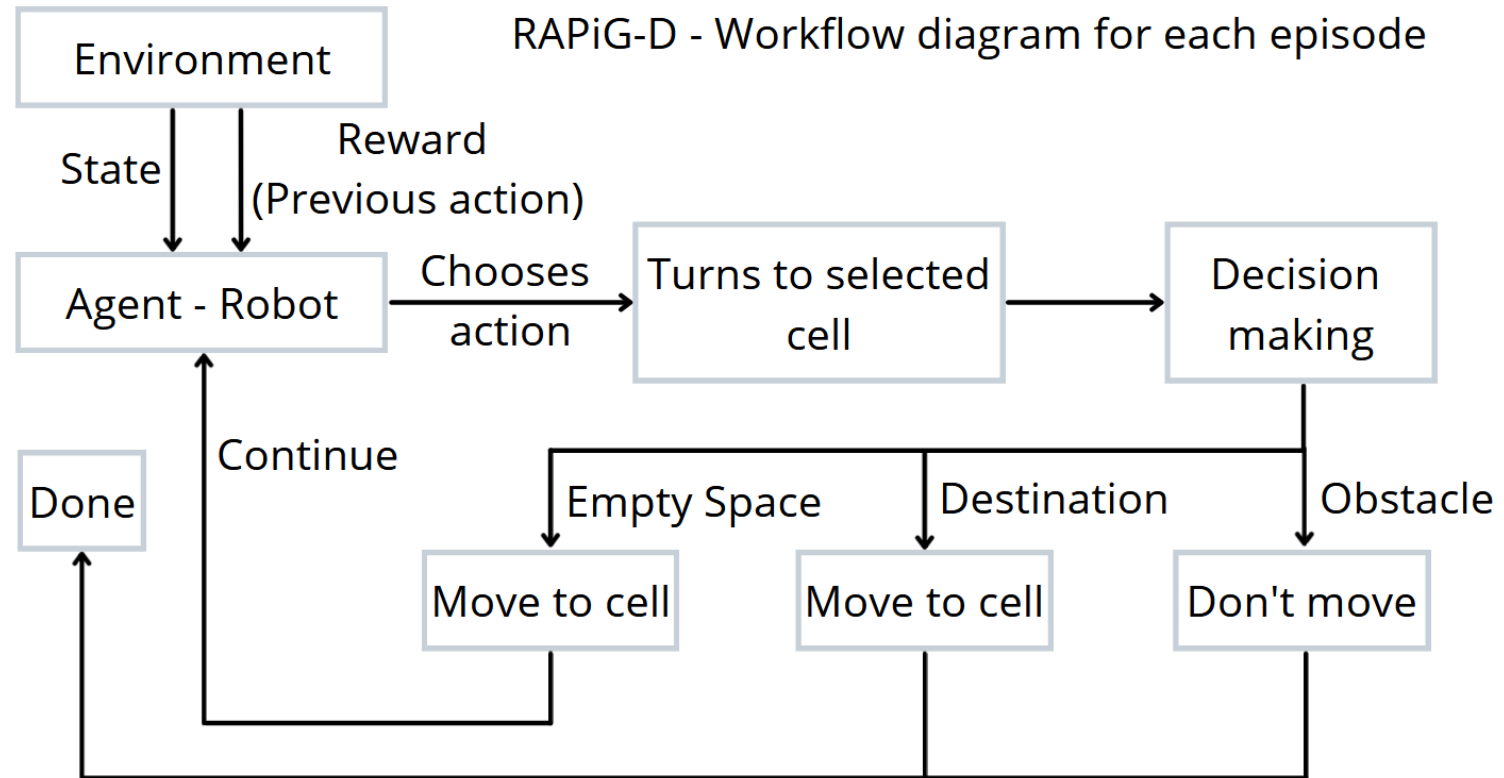 RAPiG-D - Workflow diagram for each episode
Environment
State
Reward
(Previous action)
Agent - Robot
Chooses
action
Turns to selected
cell
Decision
making
Continue
Done
Empty Space
Destination
Obstacle
Move to cell
Move to cell
Don't move